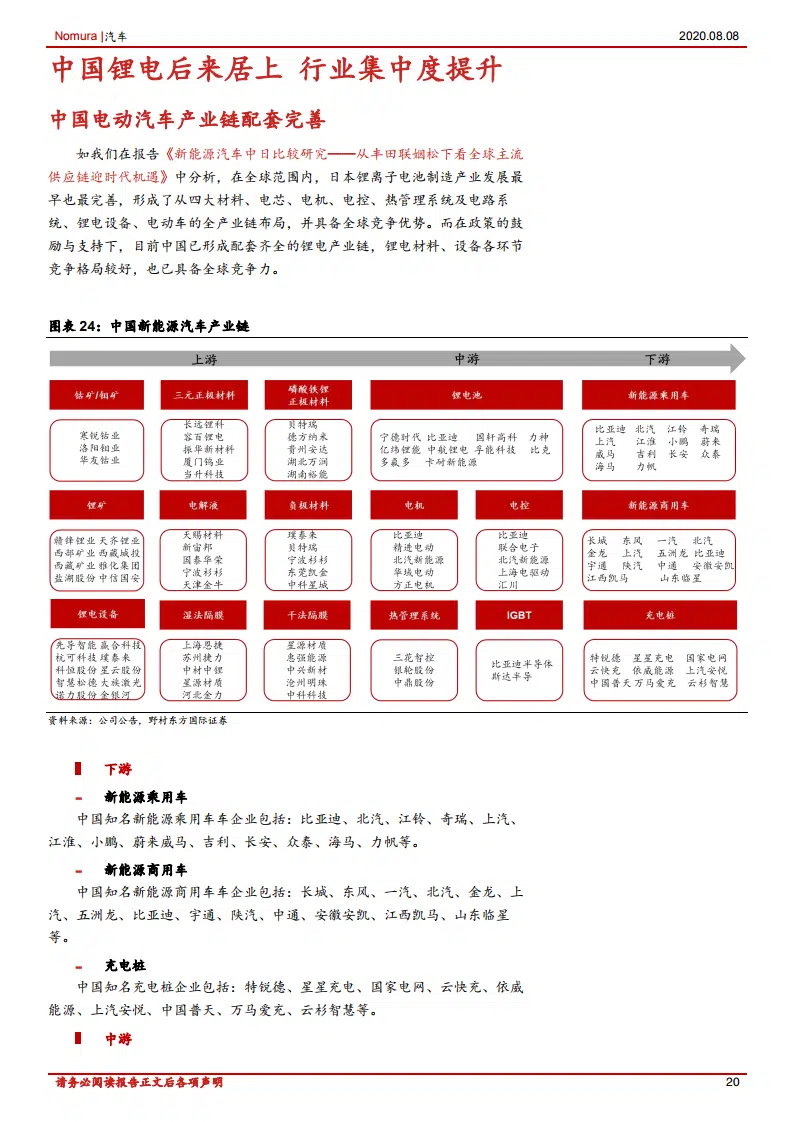 Nomura |汽车
2020.08.08
中国锂电后来居上 行业集中度提升
中国电动汽车产业链配套完善
如我们在报告《新能源汽车中日比较研究——从丰田联姻松下看全球主流
供应链迎时代机遇》中分析，在全球范围内，日本锂离子电池制造产业发展最
早也最完善，形成了从四大材料、电芯、电机、电控、热管理系统及电路系
统、锂电设备、电动车的全产业链布局，并具备全球竞争优势。而在政策的鼓
励与支持下，目前中国已形成配套齐全的锂电产业链，锂电材料、设备各环节
竞争格局较好，也已具备全球竞争力。
图表 24：中国新能源汽车产业链
上游
中游
下游
钴矿/钼矿
寒锐钴业
洛阳钼业
华友钴业
三元正极材料
长远锂科
容百锂电
振华新材料
厦门钨业
当升科技
磷酸铁锂
正极材料
贝特瑞
德方纳米
贵州安达
湖北万润
湖南裕能
锂电池
宁德时代 比亚迪 国轩高科 力神
亿纬锂能 中航锂电 孚能科技 比克
多氟多 卡耐新能源
新能源乘用车
比亚迪 北汽 江铃 奇瑞
上汽 江淮 小鹏 蔚来
威马 吉利 长安 众泰
海马 力帆
锂矿
赣锋锂业 天齐锂业
西部矿业 西藏城投
西藏矿业 雅化集团
盐湖股份 中信国安
电解液
天赐材料
新宙邦
国泰华荣
宁波杉杉
天津金牛
负极材料
璞泰来
贝特瑞
宁波杉杉
东莞凯金
中科星城
电机
比亚迪
精进电动
北汽新能源
华域电动
方正电机
电控
比亚迪
联合电子
北汽新能源
上海电驱动
汇川
新能源商用车
长城 东风 一汽 北汽
金龙 上汽 五洲龙 比亚迪
宇通 陕汽 中通 安徽安凯
江西凯马 山东临星
锂电设备
先导智能 赢合科技
杭可科技 璞泰来
科恒股份 星云股份
智慧松德 大族激光
诺力股份 金银河
湿法隔膜
上海恩捷
苏州捷力
中材中锂
星源材质
河北金力
干法隔膜
星源材质
惠强能源
中兴新材
沧州明珠
中科科技
热管理系统
三花智控
银轮股份
中鼎股份
IGBT
比亚迪半导体
斯达半导
充电桩
特锐德 星星充电 国家电网
云快充 依威能源 上汽安悦
中国普天 万马爱充 云杉智慧
资料来源：公司公告，野村东方国际证券
下游
– 新能源乘用车
中国知名新能源乘用车车企业包括：比亚迪、北汽、江铃、奇瑞、上汽、
江淮、小鹏、蔚来威马、吉利、长安、众泰、海马、力帆等。
– 新能源商用车
中国知名新能源商用车车企业包括：长城、东风、一汽、北汽、金龙、上
汽、五洲龙、比亚迪、宇通、陕汽、中通、安徽安凯、江西凯马、山东临星
等。
– 充电桩
中国知名充电桩企业包括：特锐德、星星充电、国家电网、云快充、依威
能源、上汽安悦、中国普天、万马爱充、云杉智慧等。
中游
请务必阅读报告正文后各项声明
20